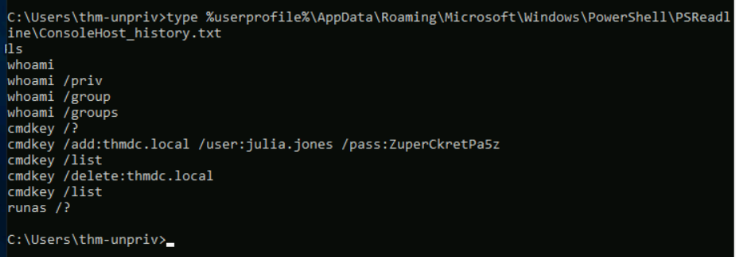 C:\Users\thm-unpriv>type %userprofile%\AppData\Roaming\Microsoft\Windows\PowerShell\PSReadl
ine\ConsoleHost_history.txt
ls
whoami
whoami /priv
whoami /group
whoami /groups
cmdkey /?
cmdkey /add:thmdc.local /user:julia.jones /pass:ZuperCkretPa5z
cmdkey /list
cmdkey /delete:thmdc.local
cmdkey /list
runas /?
C:\Users\thm-unpriv>